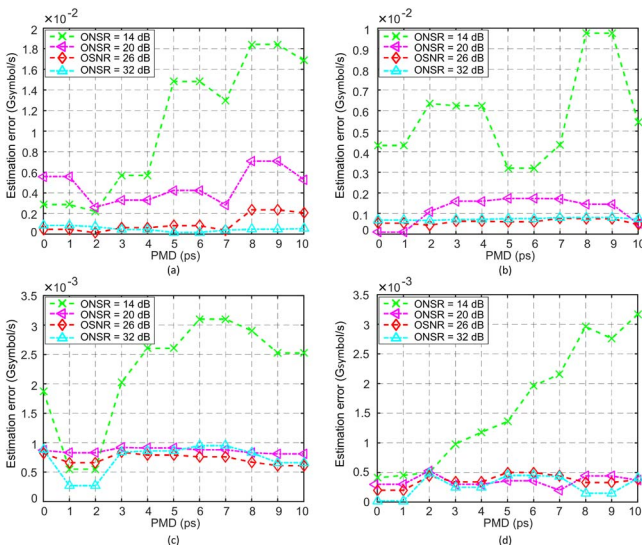 ×10⁻²
2
1.8
1.6
1.4
1.2
1
0.8
0.6
0.4
0.2
0
ONSR = 14 dB
ONSR = 20 dB
OSNR = 26 dB
ONSR = 32 dB
Estimation error (Gsymbol/s)
0 1 2 3 4 5 6 7 8 9 10
PMD (ps)
(a)
×10⁻²
1
0.9
0.8
0.7
0.6
0.5
0.4
0.3
0.2
0.1
0
ONSR = 14 dB
ONSR = 20 dB
OSNR = 26 dB
ONSR = 32 dB
Estimation error (Gsymbol/s)
0 1 2 3 4 5 6 7 8 9 10
PMD (ps)
(b)
×10⁻³
3.5
3
2.5
2
1.5
1
0.5
0
ONSR = 14 dB
ONSR = 20 dB
OSNR = 26 dB
ONSR = 32 dB
Estimation error (Gsymbol/s)
0 1 2 3 4 5 6 7 8 9 10
PMD (ps)
(c)
×10⁻³
3.5
3
2.5
2
1.5
1
0.5
0
ONSR = 14 dB
ONSR = 20 dB
OSNR = 26 dB
ONSR = 32 dB
Estimation error (Gsymbol/s)
0 1 2 3 4 5 6 7 8 9 10
PMD (ps)
(d)